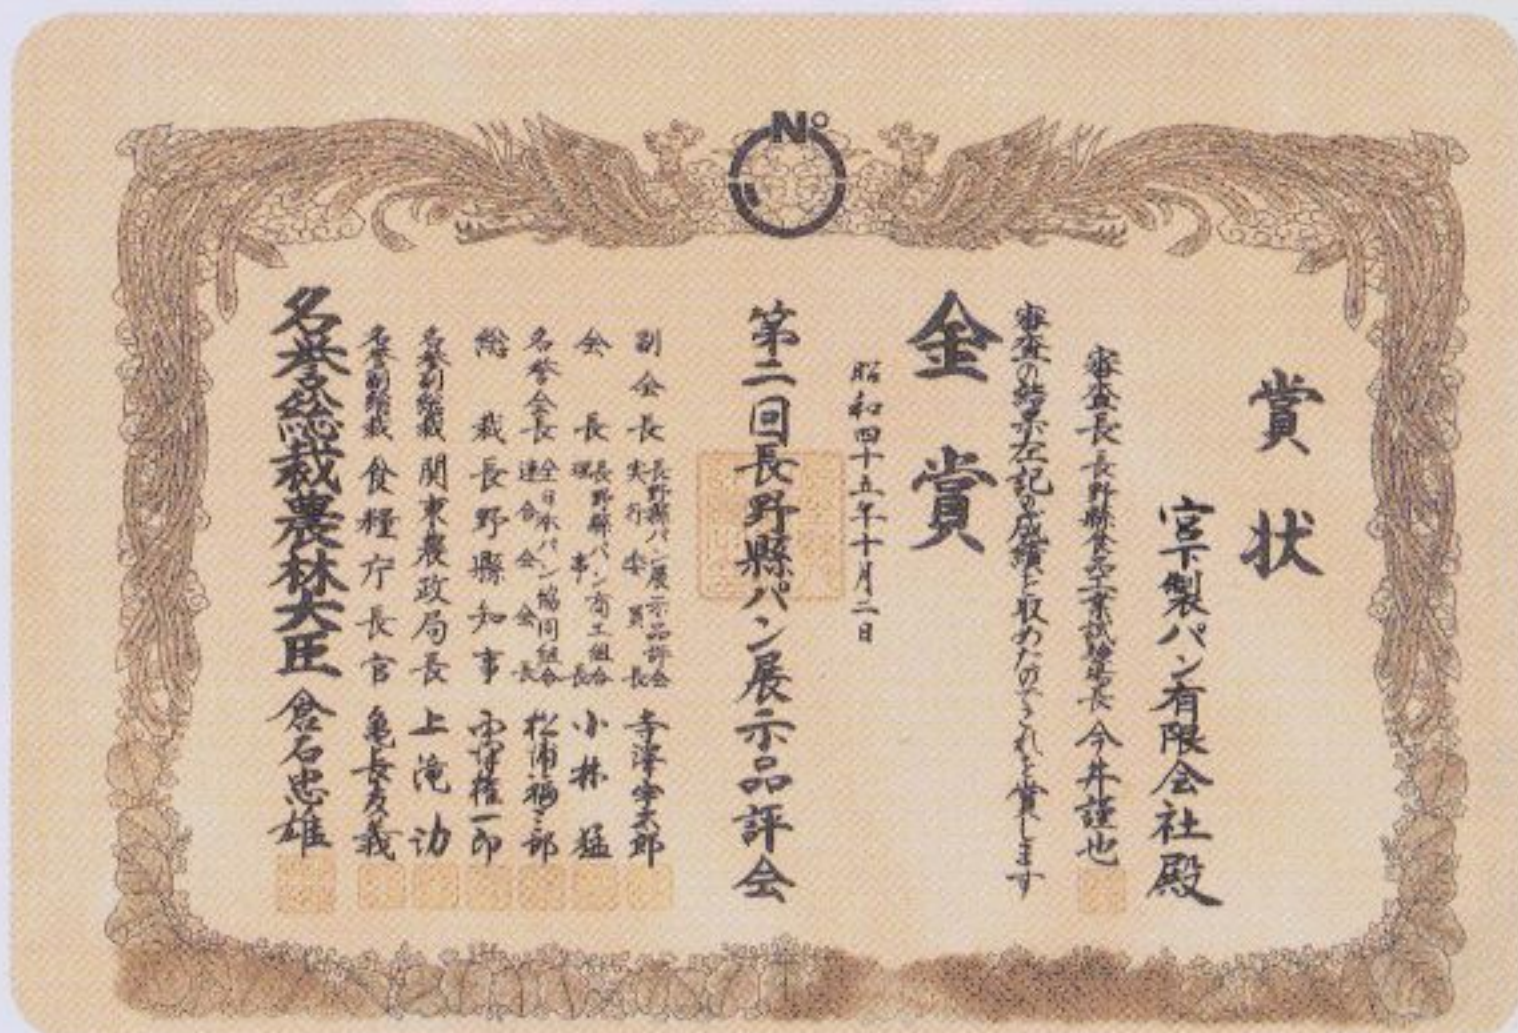 N°
賞状
宮下製パン有限会社殿
審査長 長野縣食品工業試験場長 今井謹也
審査の結果左記の成績を収めたのでこれを賞します
金賞
昭和四十五年十月二日
第二回長野縣パン展示品評会
副会長 長野縣パン展示品評会実行委員長 寺澤宇太郎
会長 長野縣パン商工組合理事長 小林猛
名誉会長 全日本パン協同組合連合会会長 松浦福三郎
総裁 長野縣知事 西沢権一郎
名誉副総裁 関東農政局長 上滝功
名誉副総裁 食糧庁長官 亀長友義
名誉総裁 農林大臣 倉石忠雄